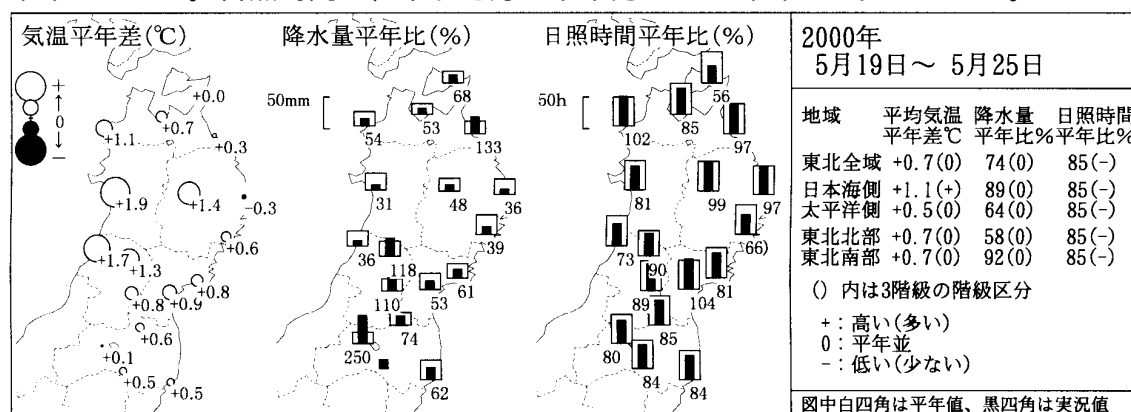 気温平年差(℃)
+
↑
0
↓
−
+0.0
+0.7
+1.1
+0.3
+1.9
+1.4
-0.3
+0.6
+1.7
+1.3
+0.8
+0.8
+0.9
+0.6
+0.1
+0.5
+0.5
降水量平年比(%)
50mm
68
54
53
133
31
48
36
39
36
118
61
110
53
74
250
62
日照時間平年比(%)
50h
56
102
85
97
81
99
97
66)
73
90
81
89
104
85
80
84
84
2000年
5月19日～ 5月25日
地域 平均気温 降水量 日照時間
平年差℃ 平年比% 平年比%
東北全域 +0.7(0) 74(0) 85(-)
日本海側 +1.1(+) 89(0) 85(-)
太平洋側 +0.5(0) 64(0) 85(-)
東北北部 +0.7(0) 58(0) 85(-)
東北南部 +0.7(0) 92(0) 85(-)
() 内は3階級の階級区分
+：高い(多い)
0：平年並
-：低い(少ない)
図中白四角は平年値、黒四角は実況値